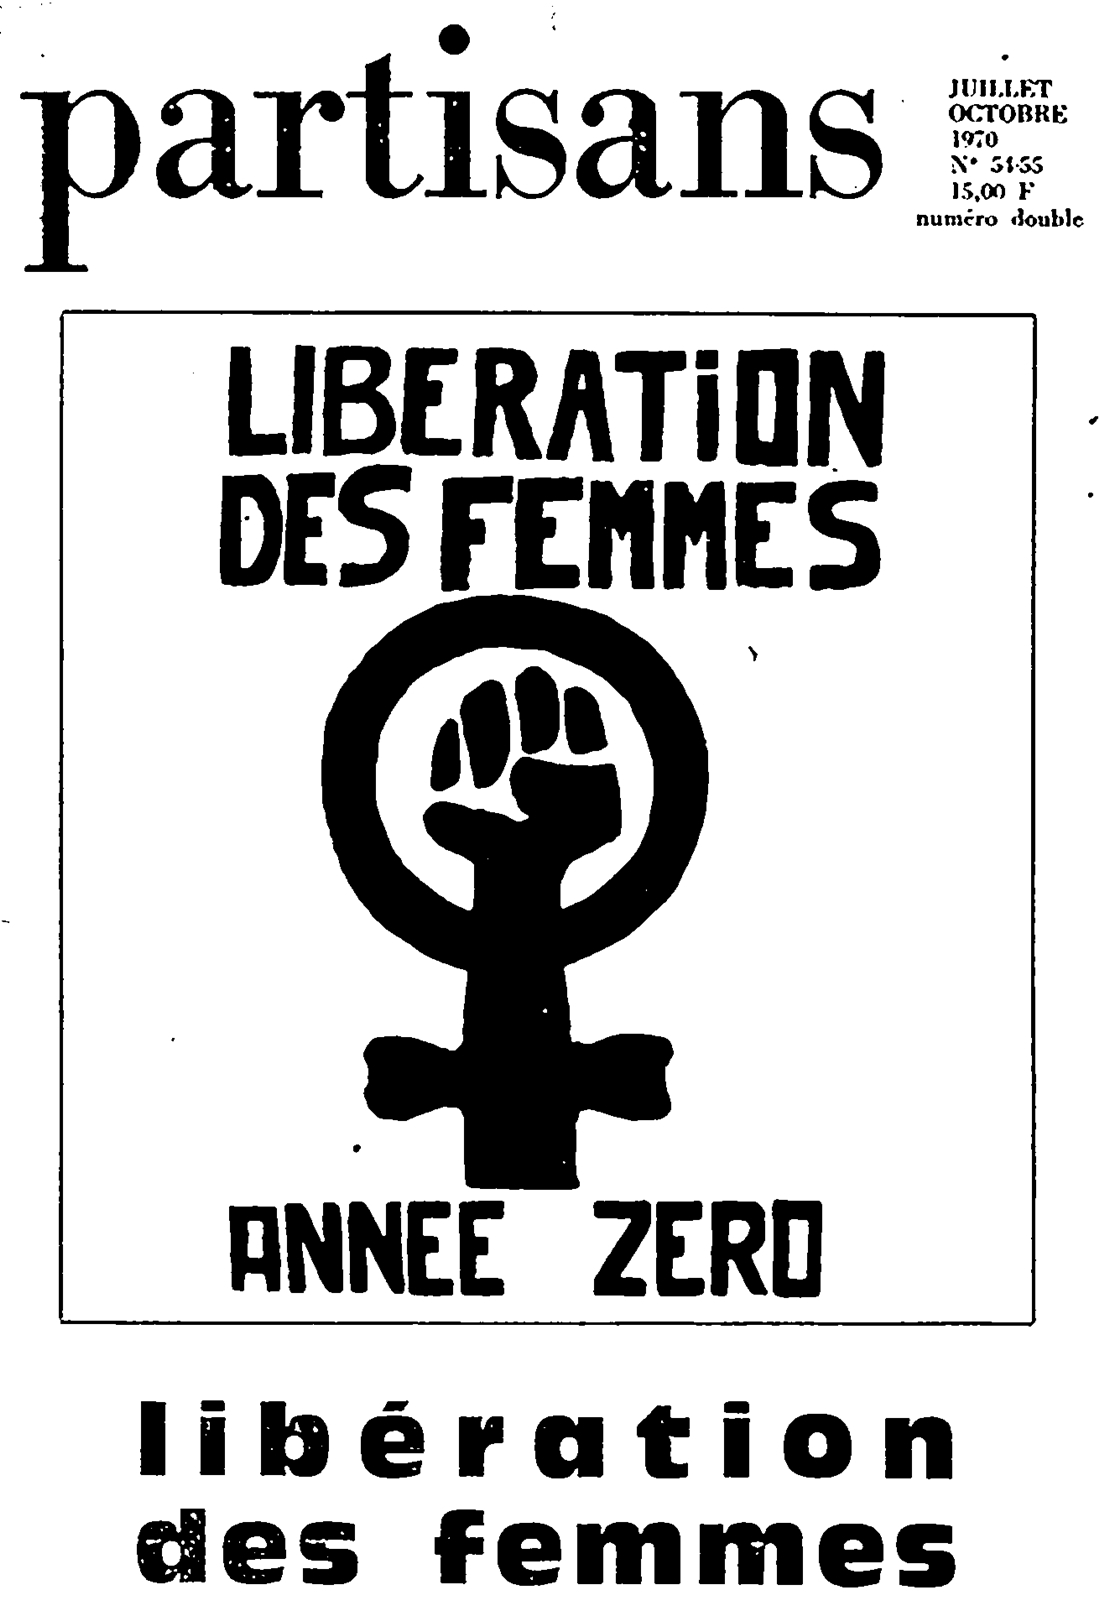 partisans
JUILLET
OCTOBRE
1970
N° 54-55
15,00 F
numéro double
LIBERATiON
DES FEMMES
ANNEE ZERO
libération
des femmes